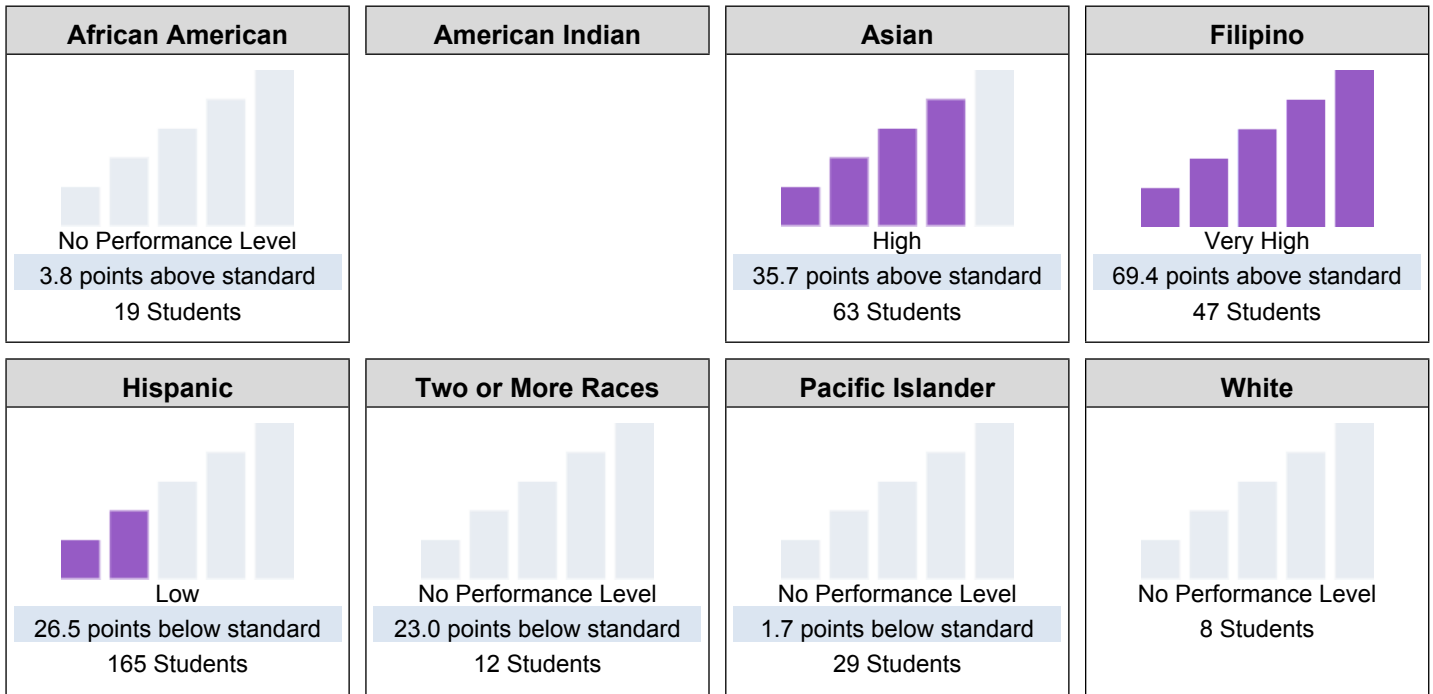 African American
No Performance Level
3.8 points above standard
19 Students
American Indian
Asian
High
35.7 points above standard
63 Students
Filipino
Very High
69.4 points above standard
47 Students
Hispanic
Low
26.5 points below standard
165 Students
Two or More Races
No Performance Level
23.0 points below standard
12 Students
Pacific Islander
No Performance Level
1.7 points below standard
29 Students
White
No Performance Level
8 Students